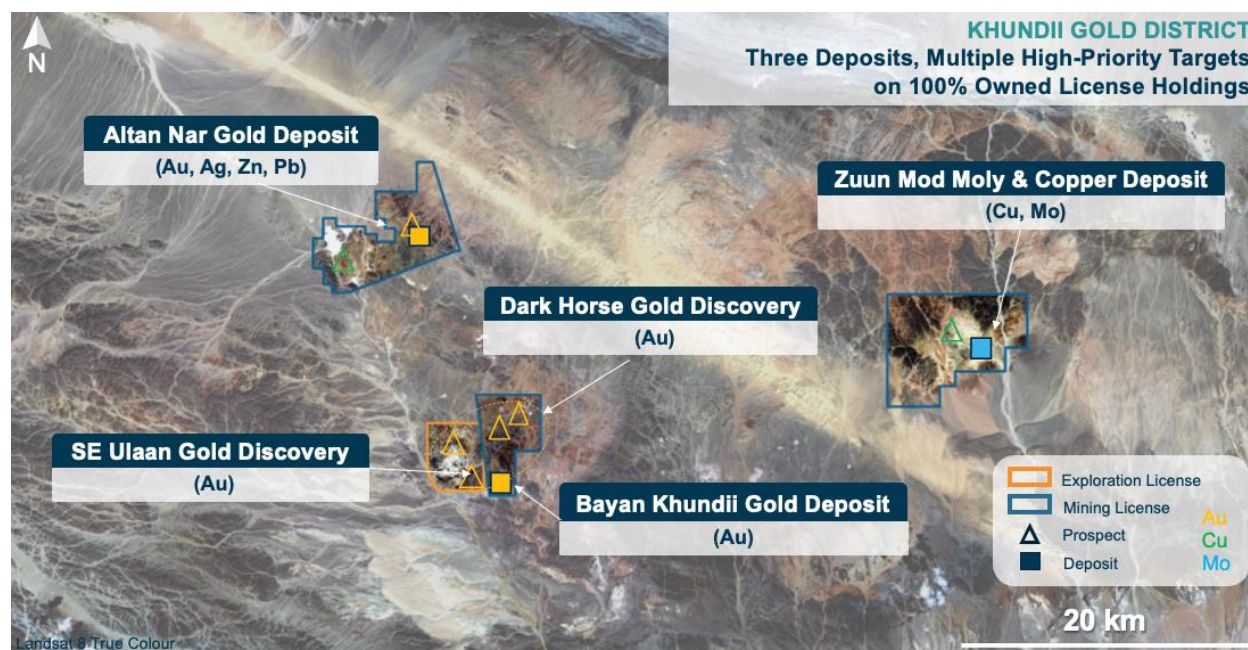 N
KHUNDII GOLD DISTRICT
Three Deposits, Multiple High-Priority Targets
on 100% Owned License Holdings
Altan Nar Gold Deposit
(Au, Ag, Zn, Pb)
Zuun Mod Moly & Copper Deposit
(Cu, Mo)
Dark Horse Gold Discovery
(Au)
SE Ulaan Gold Discovery
(Au)
Bayan Khundii Gold Deposit
(Au)
Exploration License
Mining License
Prospect
Deposit
Au
Cu
Mo
20 km
Landsat 8 True Colour